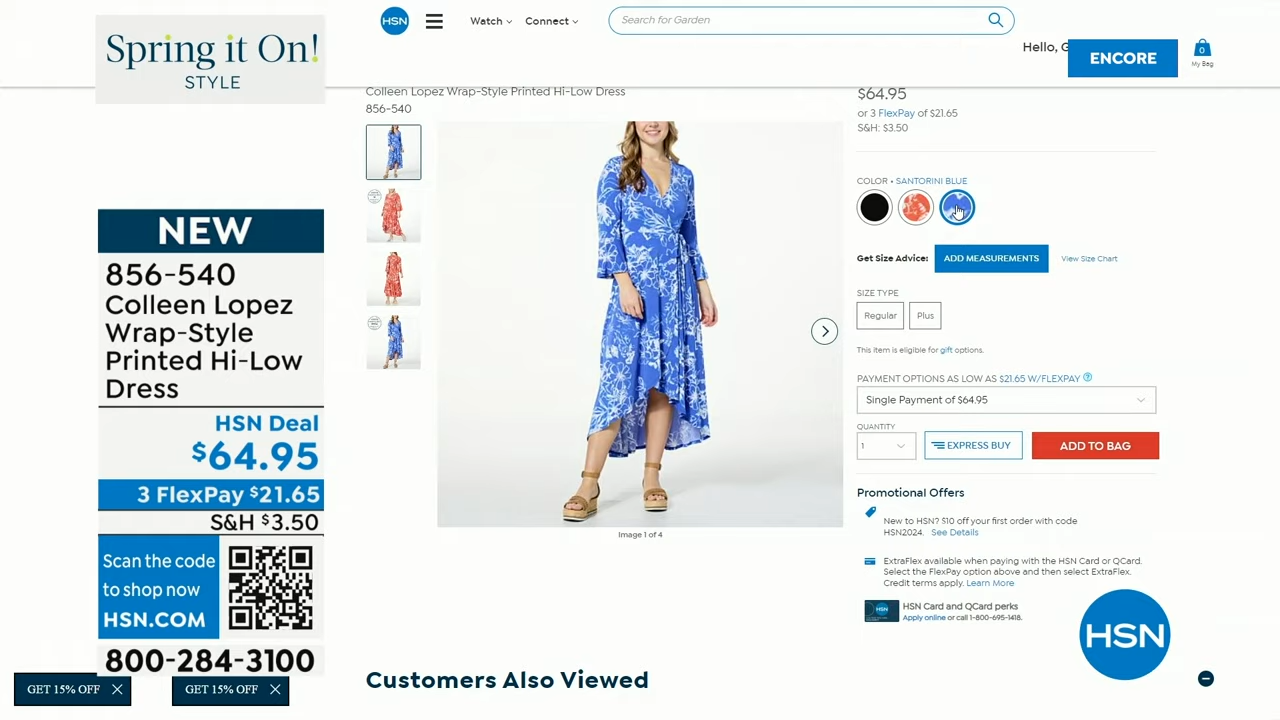 Spring it On!
STYLE
HSN
Watch
Connect
Search for Garden
Hello, G
ENCORE
0
My Bag
NEW
856-540
Colleen Lopez
Wrap-Style
Printed Hi-Low
Dress
HSN Deal
$64.95
3 FlexPay $21.65
S&H $3.50
Scan the code
to shop now
HSN.COM
800-284-3100
GET 15% OFF
GET 15% OFF
Colleen Lopez Wrap-Style Printed Hi-Low Dress
856-540
Image 1 of 4
$64.95
or 3 FlexPay of $21.65
S&H: $3.50
COLOR • SANTORINI BLUE
Get Size Advice: ADD MEASUREMENTS View Size Chart
SIZE TYPE
Regular Plus
This item is eligible for gift options.
PAYMENT OPTIONS AS LOW AS $21.65 W/FLEXPAY ?
Single Payment of $64.95
QUANTITY
1 EXPRESS BUY ADD TO BAG
Promotional Offers
New to HSN? $10 off your first order with code
HSN2024. See Details
ExtraFlex available when paying with the HSN Card or QCard.
Select the FlexPay option above and then select ExtraFlex.
Credit terms apply. Learn More
HSN Card and QCard perks
Apply online or call 1-800-695-1418.
HSN
Customers Also Viewed